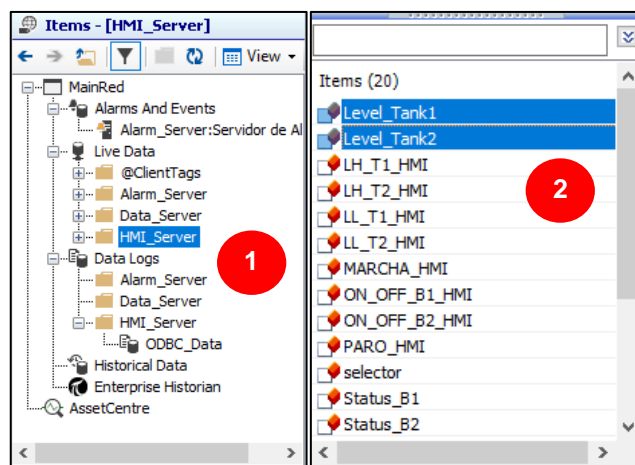 Items - [HMI_Server]
View
MainRed
Alarms And Events
Alarm_Server:Servidor de Al
Live Data
@ClientTags
Alarm_Server
Data_Server
HMI_Server
Data Logs
Alarm_Server
Data_Server
HMI_Server
ODBC_Data
Historical Data
Enterprise Historian
AssetCentre
1
Items (20)
Level_Tank1
Level_Tank2
LH_T1_HMI
LH_T2_HMI
LL_T1_HMI
LL_T2_HMI
MARCHA_HMI
ON_OFF_B1_HMI
ON_OFF_B2_HMI
PARO_HMI
selector
Status_B1
Status_B2
2